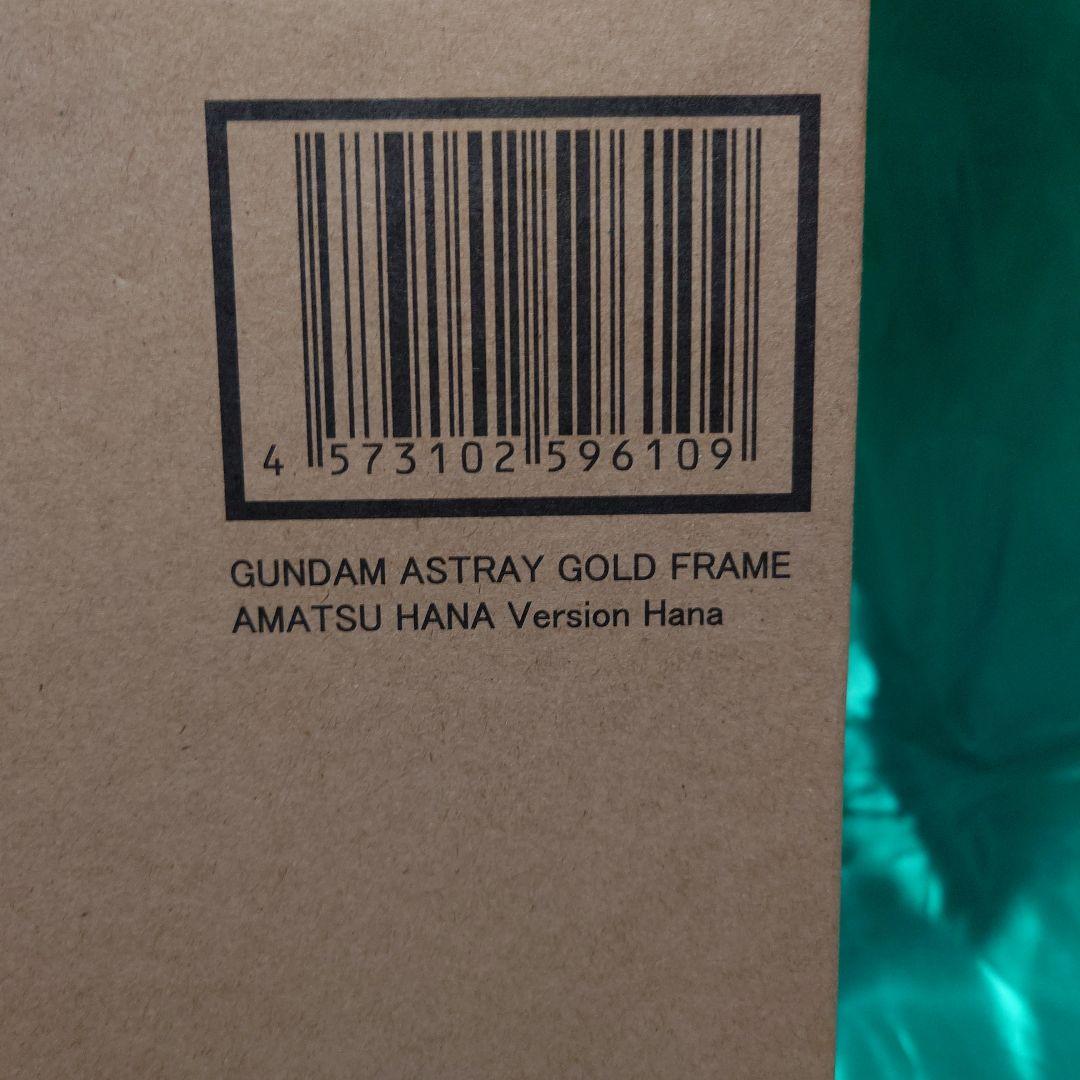 4 573102 596109
GUNDAM ASTRAY GOLD FRAME
AMATSU HANA Version Hana